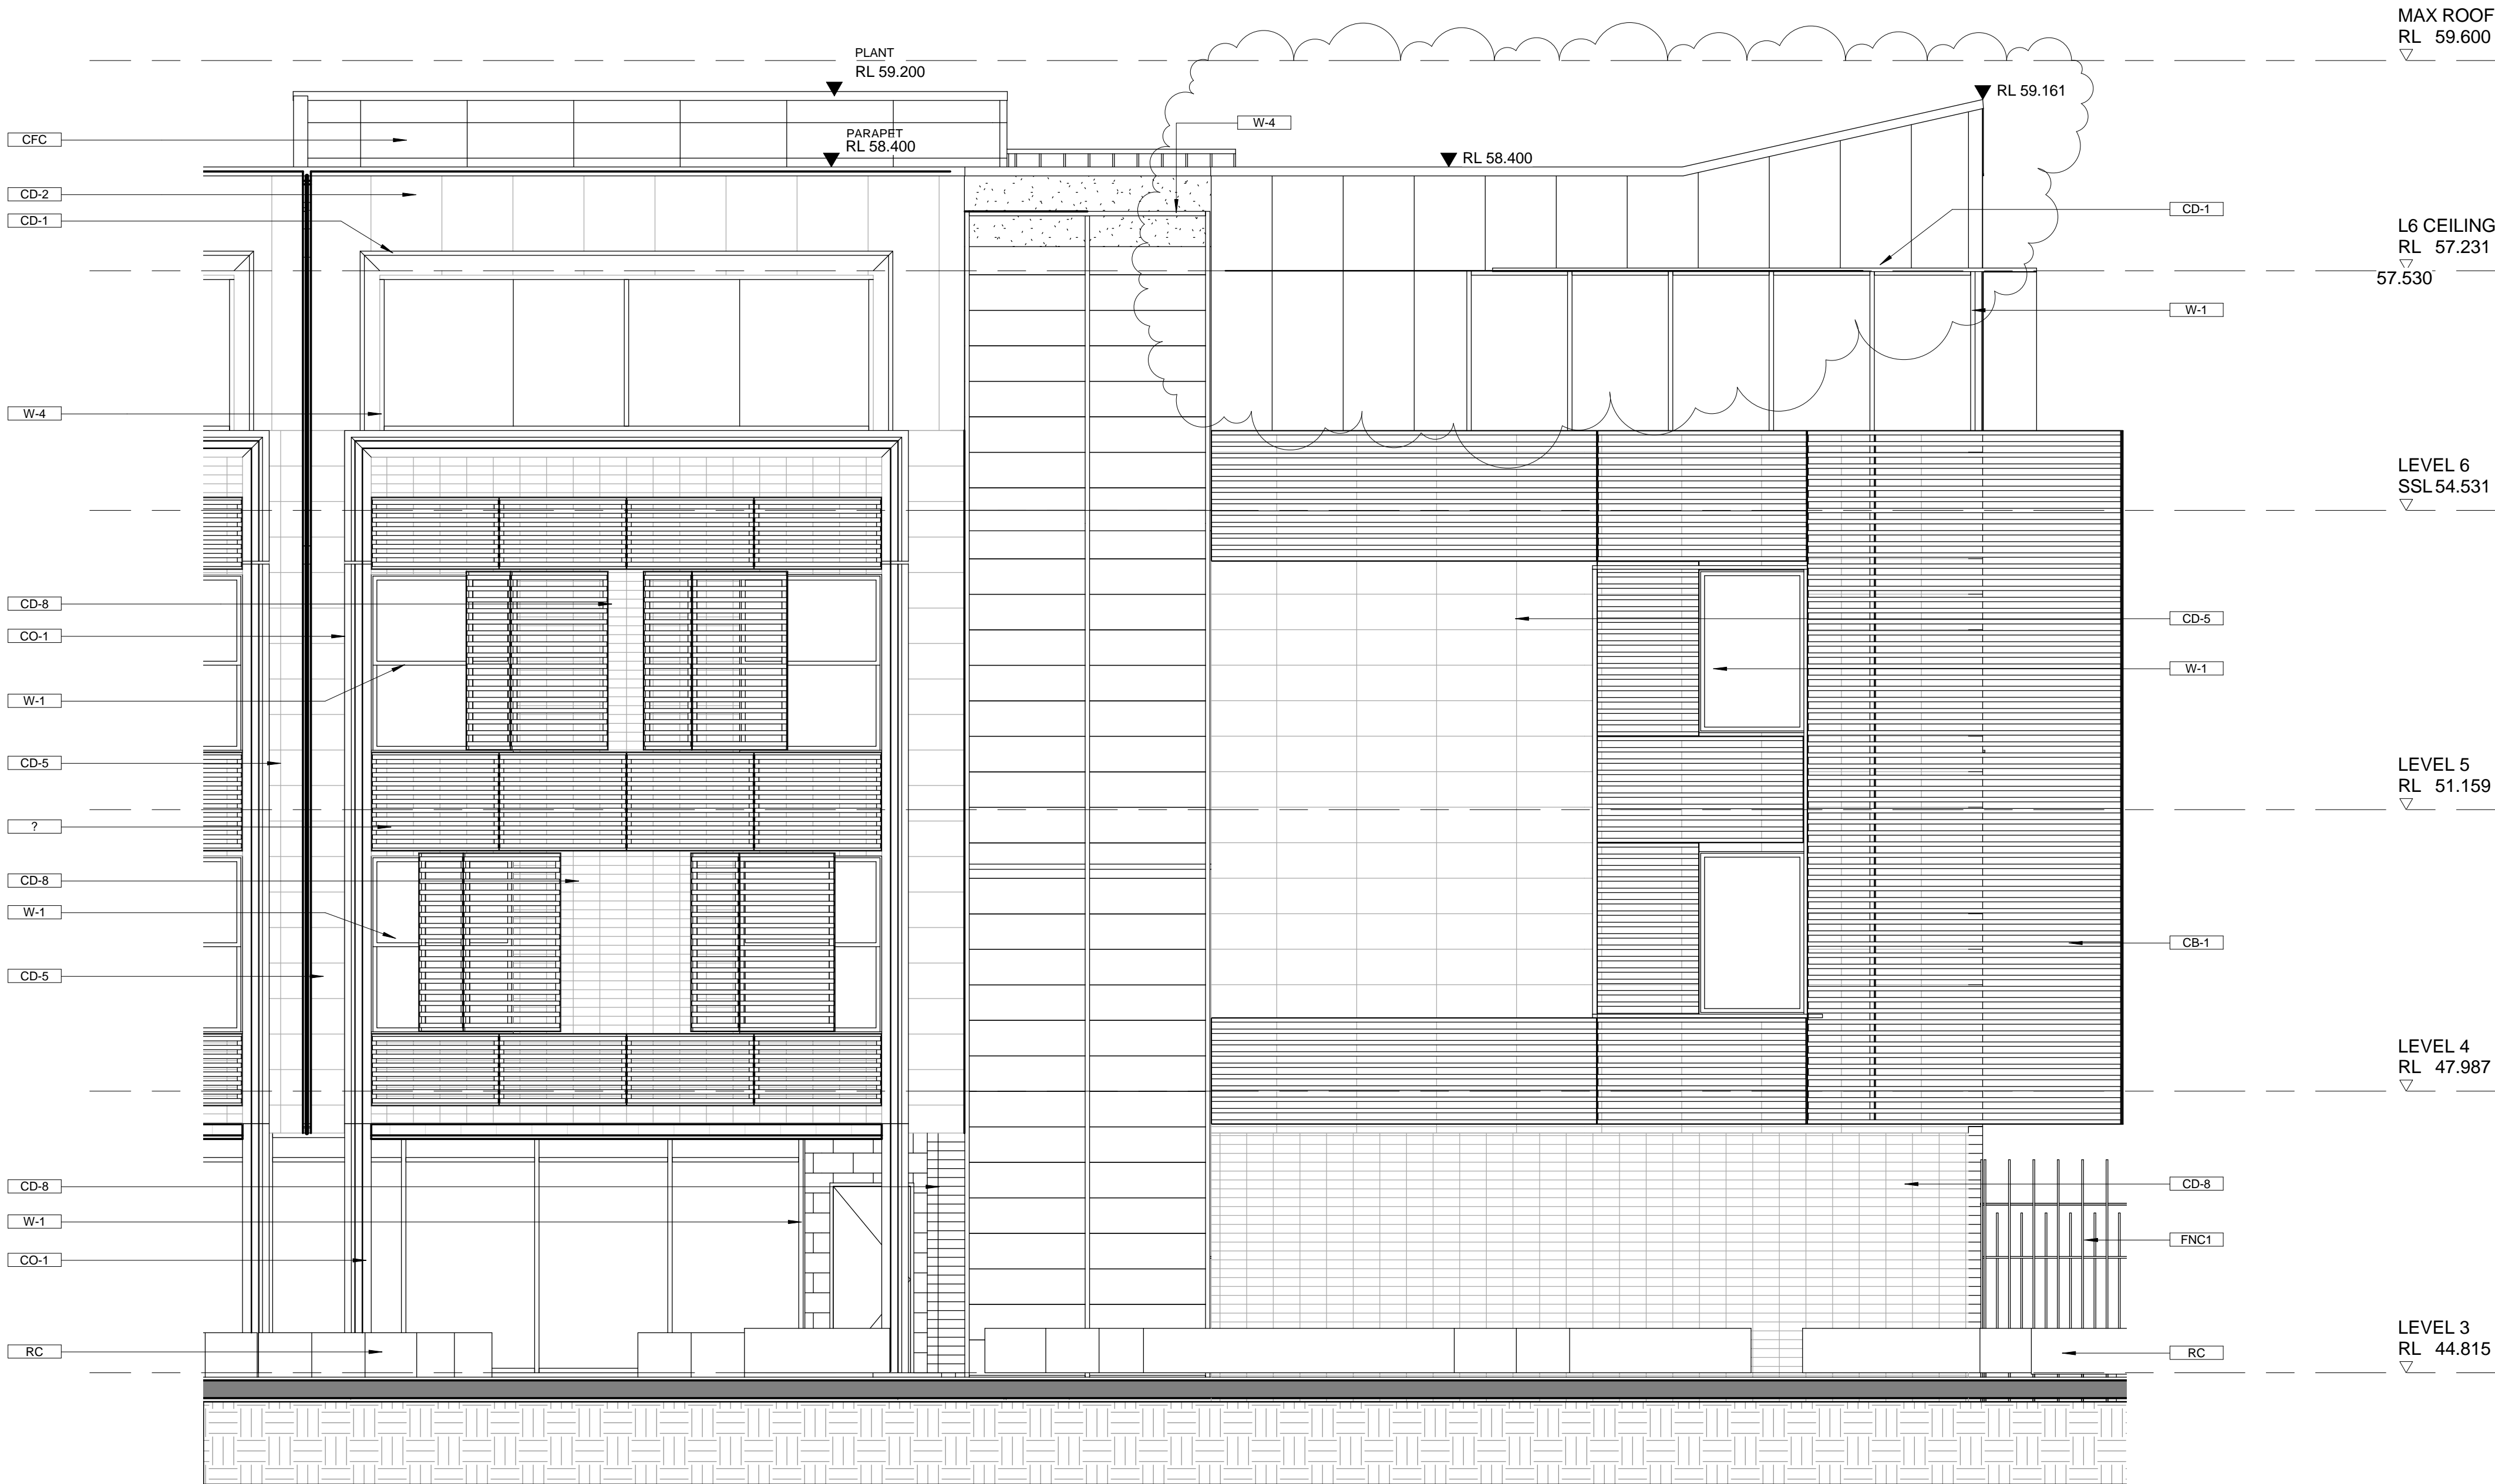 MAX ROOF
RL 59.600
PLANT
RL 59.200
RL 59.161
CFC
PARAPET
RL 58.400
W-4
RL 58.400
CD-2
CD-1
CD-1
L6 CEILING
RL 57.231
57.530
W-1
W-4
LEVEL 6
SSL 54.531
CD-8
CD-5
CO-1
W-1
W-1
CD-5
LEVEL 5
RL 51.159
?
CD-8
W-1
CB-1
CD-5
LEVEL 4
RL 47.987
CD-8
CD-8
W-1
FNC1
CO-1
LEVEL 3
RL 44.815
RC
RC